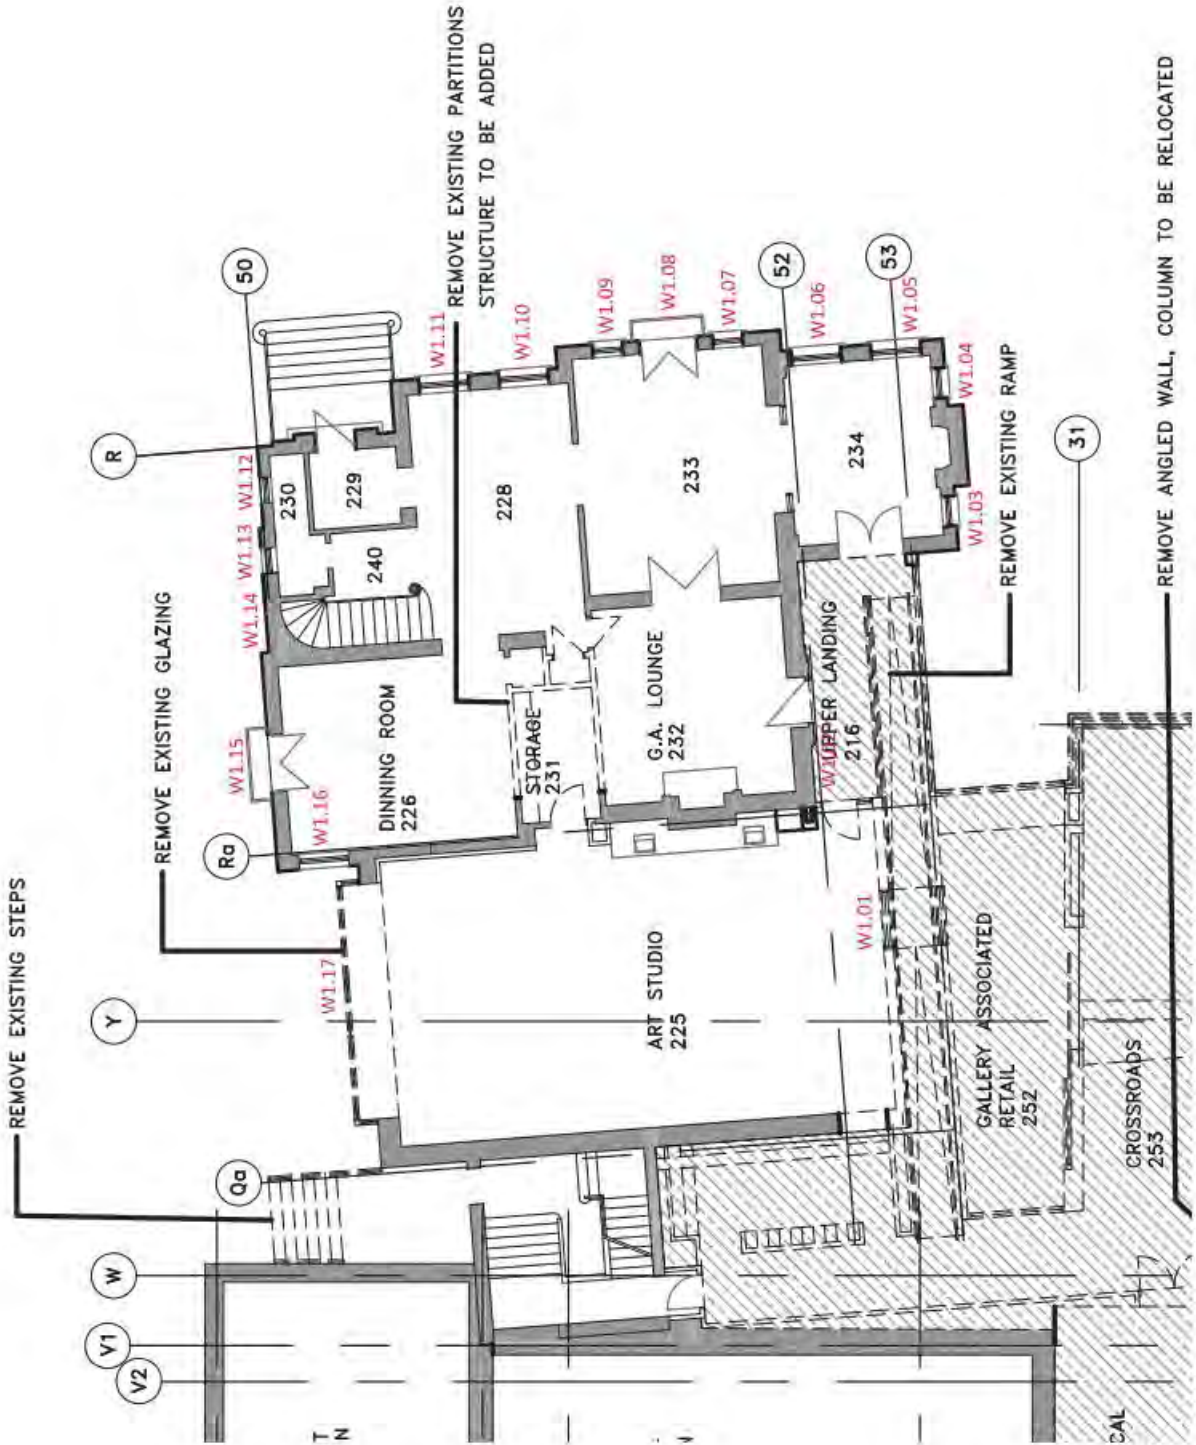 REMOVE EXISTING STEPS
REMOVE EXISTING GLAZING
REMOVE EXISTING PARTITIONS
STRUCTURE TO BE ADDED
REMOVE EXISTING RAMP
REMOVE ANGLED WALL, COLUMN TO BE RELOCATED
V2
V1
W
Qa
Y
Ra
R
50
52
53
31
W1.17
W1.16
W1.15
W1.14
W1.13
W1.12
W1.11
W1.10
W1.09
W1.08
W1.07
W1.06
W1.05
W1.04
W1.03
W1.01
DINNING ROOM
226
STORAGE
231
G.A. LOUNGE
232
UPPER LANDING
216
ART STUDIO
225
GALLERY ASSOCIATED
RETAIL
252
CROSSROADS
253
230
229
240
228
233
234
T
N
CAL